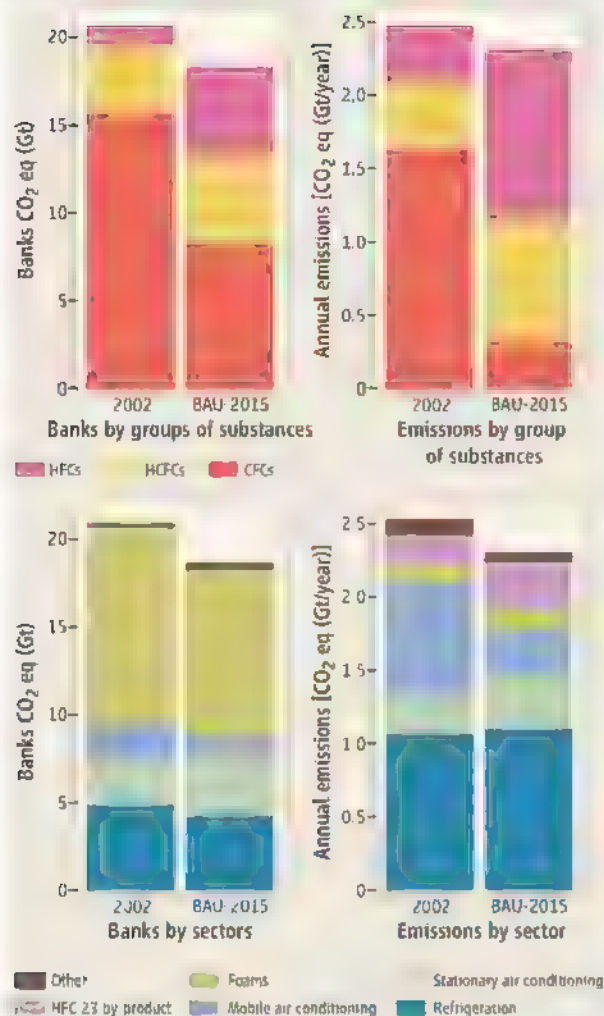 Banks CO2 eq (Gt)
20-
15-
10-
5-
0-
2002
BAU-2015
Banks by groups of substances
Annual emissions [CO2 eq (Gt/year)]
2.5-
2.0-
1.5-
1.0-
0.5-
0-
2002
BAU-2015
Emissions by group
of substances
HFCs HCFCs CFCs
Banks CO2 eq (Gt)
20-
15-
10-
5-
0-
2002
BAU-2015
Banks by sectors
Annual emissions [CO2 eq (Gt/year)]
2 5-
2 0-
1 5-
1 0-
0.5-
0-
2002
BAU-2015
Emissions by sector
Other Foams Stationary air conditioning
HFC 23 by product Mobile air conditioning Refrigeration